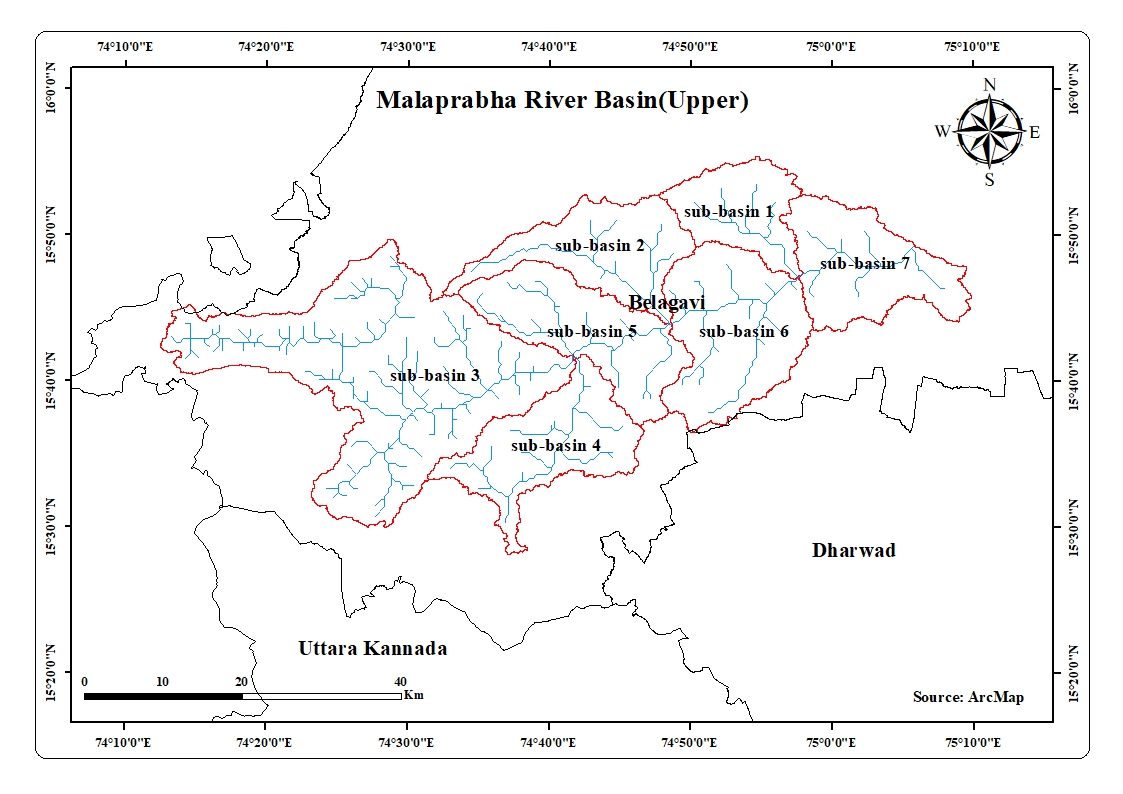 74°10'0"E 74°20'0"E 74°30'0"E 74°40'0"E 74°50'0"E 75°0'0"E 75°10'0"E
Malaprabha River Basin(Upper)
N
W E
S
16°0'0"N 16°0'0"N
15°50'0"N 15°50'0"N
15°40'0"N 15°40'0"N
15°30'0"N 15°30'0"N
15°20'0"N 15°20'0"N
sub-basin 1
sub-basin 2
sub-basin 7
Belagavi
sub-basin 5
sub-basin 6
sub-basin 3
sub-basin 4
Dharwad
Uttara Kannada
0 10 20 40
Km
Source: ArcMap
74°10'0"E 74°20'0"E 74°30'0"E 74°40'0"E 74°50'0"E 75°0'0"E 75°10'0"E